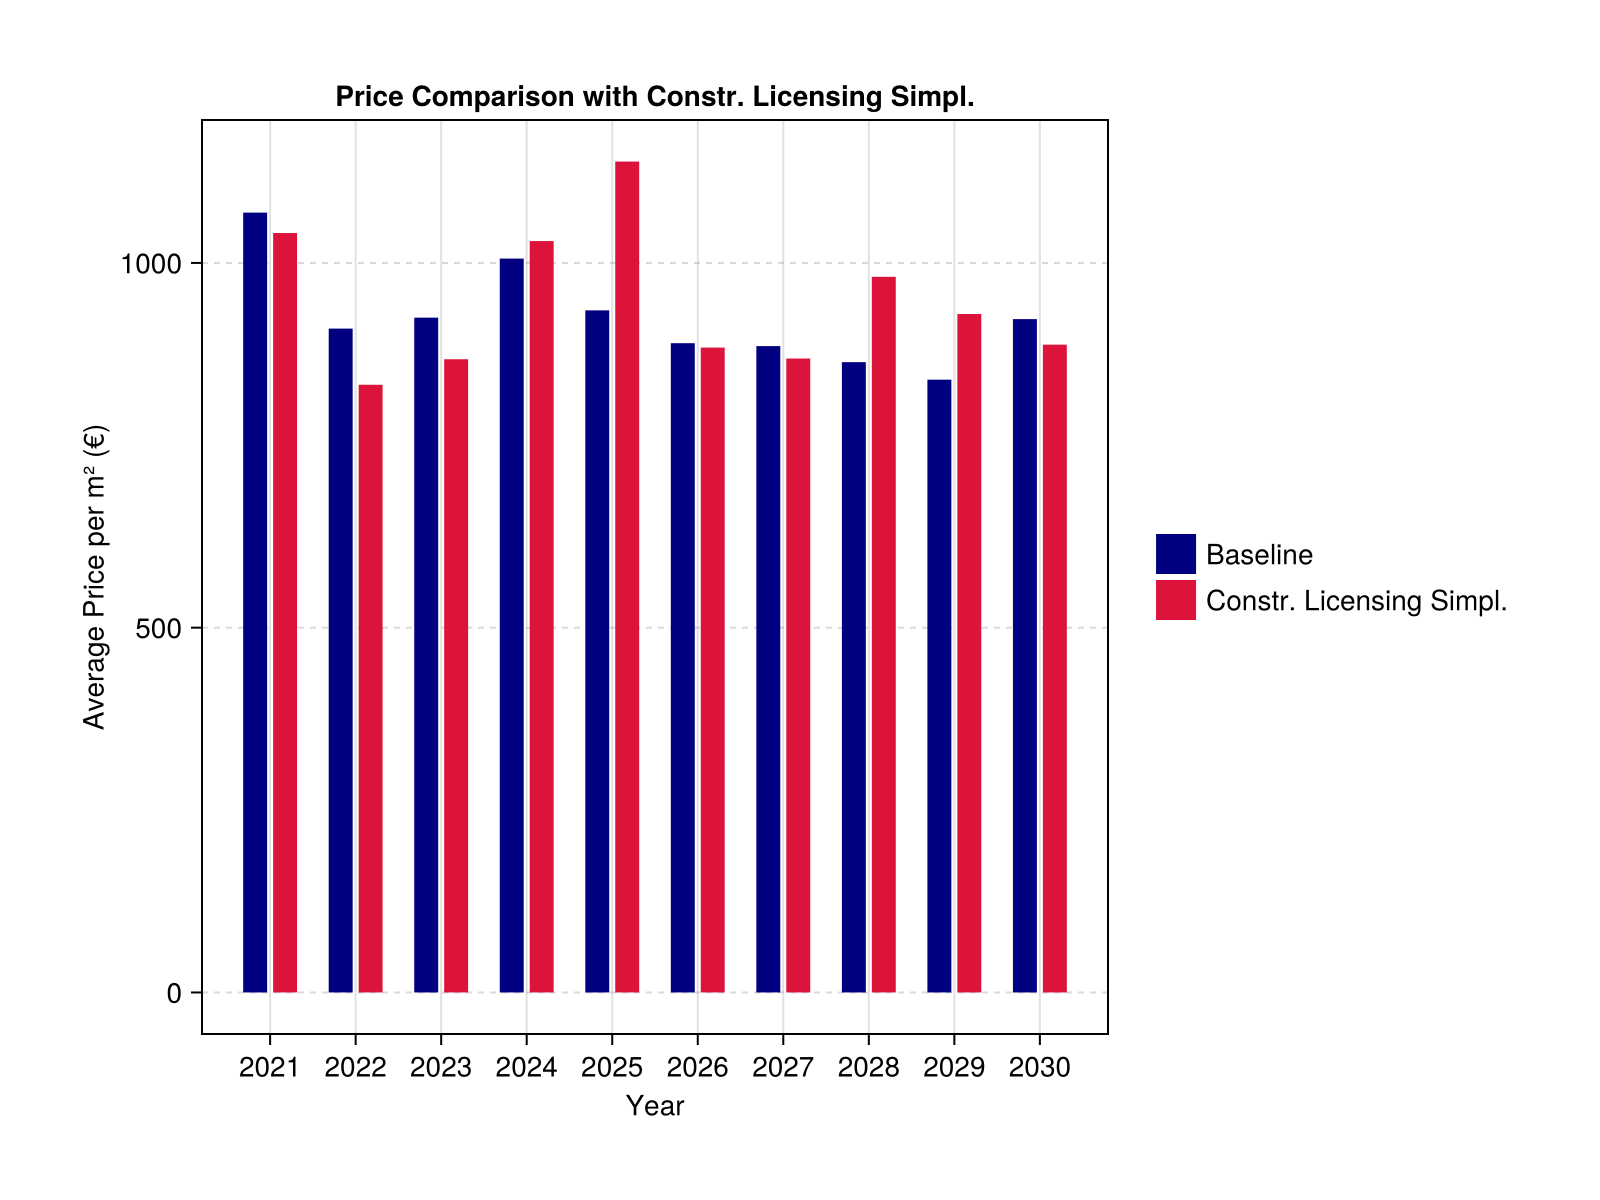 Price Comparison with Constr. Licensing Simpl.
Average Price per m² (€)
1000
500
0
2021 2022 2023 2024 2025 2026 2027 2028 2029 2030
Year
Baseline
Constr. Licensing Simpl.